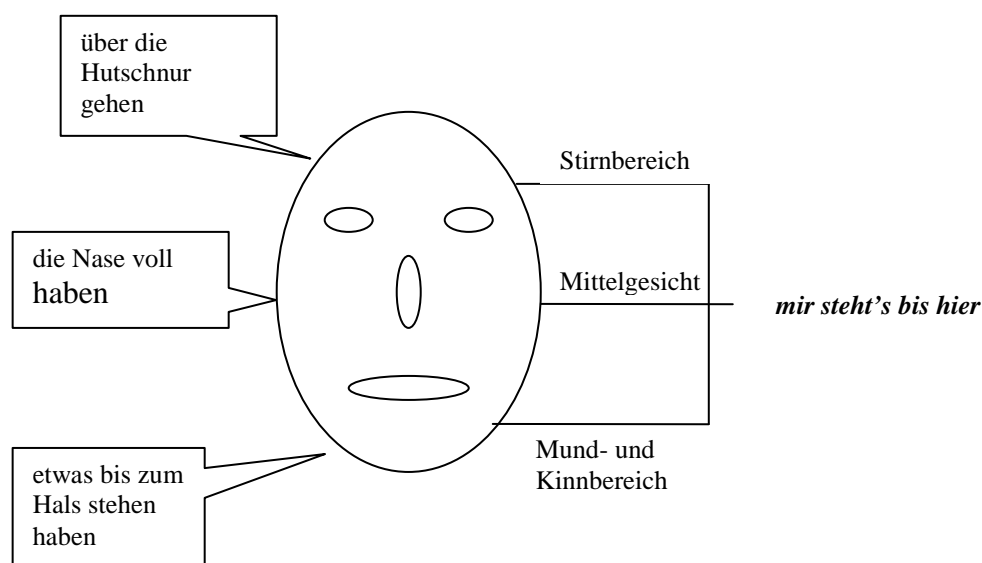 über die
Hutschnur
gehen
Stirnbereich
die Nase voll
haben
Mittelgesicht
mir steht's bis hier
Mund- und
Kinnbereich
etwas bis zum
Hals stehen
haben